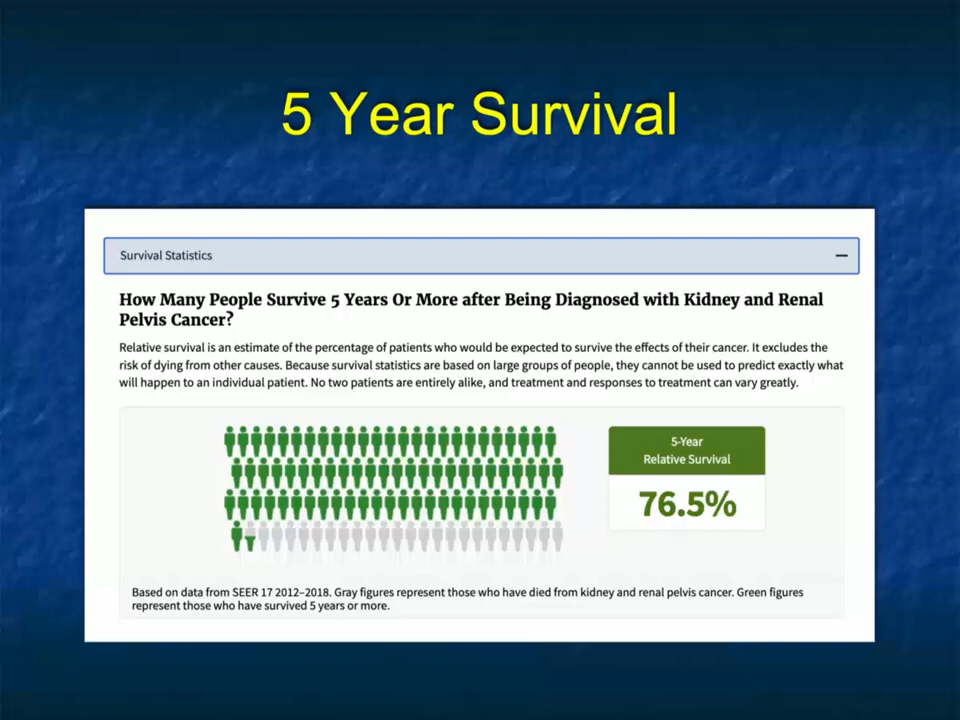 5 Year Survival
Survival Statistics
How Many People Survive 5 Years Or More after Being Diagnosed with Kidney and Renal
Pelvis Cancer?
Relative survival is an estimate of the percentage of patients who would be expected to survive the effects of their cancer. It excludes the
risk of dying from other causes. Because survival statistics are based on large groups of people, they cannot be used to predict exactly what
will happen to an individual patient. No two patients are entirely alike, and treatment and responses to treatment can vary greatly.
5-Year
Relative Survival
76.5%
Based on data from SEER 17 2012–2018. Gray figures represent those who have died from kidney and renal pelvis cancer. Green figures
represent those who have survived 5 years or more.